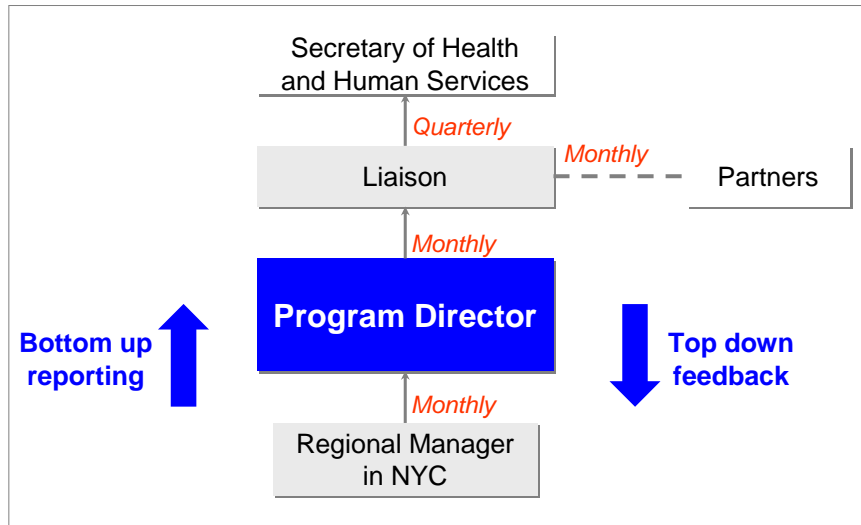 Secretary of Health
and Human Services
Quarterly
Monthly
Liaison
Partners
Monthly
Program Director
Bottom up
reporting
Top down
feedback
Monthly
Regional Manager
in NYC